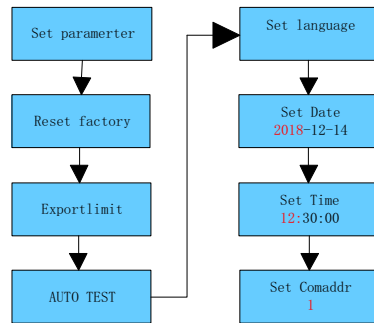 Set paramerter
Reset factory
Exportlimit
AUTO TEST
Set language
Set Date
2018-12-14
Set Time
12:30:00
Set Comaddr
1